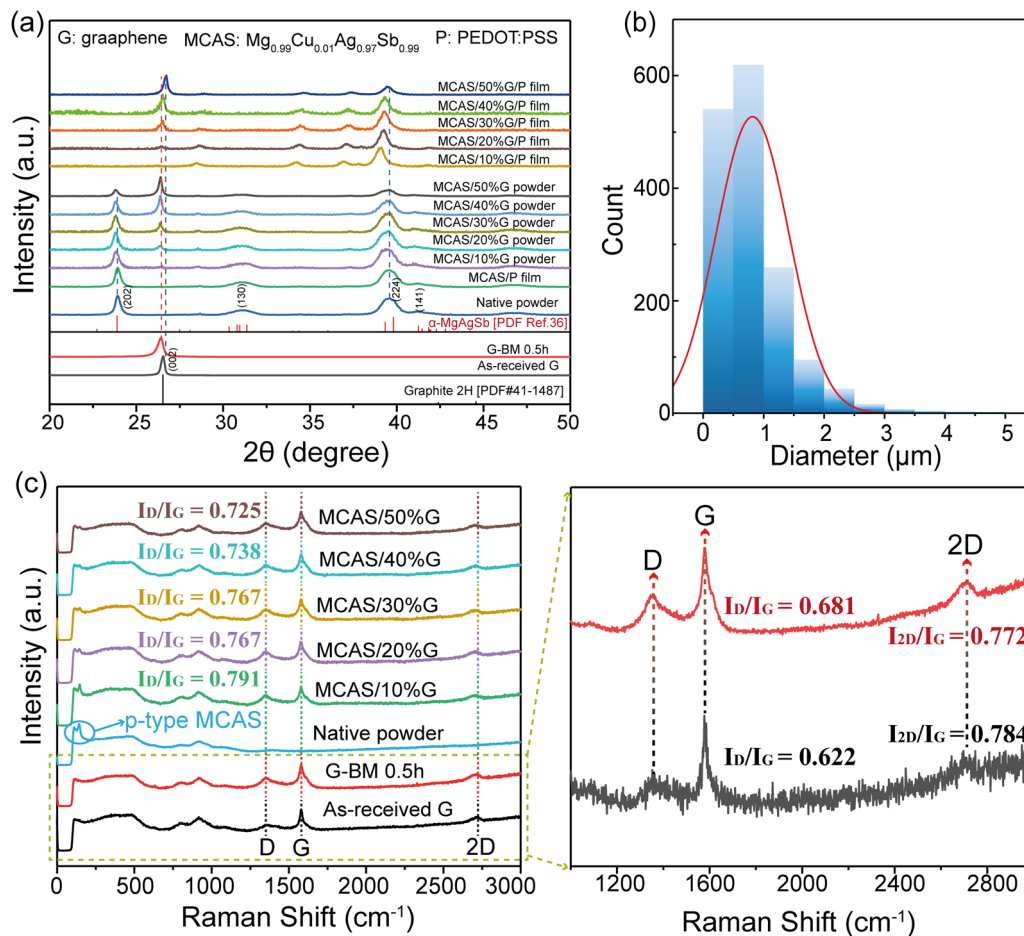 (a)
G: graaphene MCAS: Mg0.99Cu0.01Ag0.97Sb0.99 P: PEDOT:PSS
MCAS/50%G/P film
MCAS/40%G/P film
MCAS/30%G/P film
MCAS/20%G/P film
MCAS/10%G/P film
MCAS/50%G powder
MCAS/40%G powder
MCAS/30%G powder
MCAS/20%G powder
MCAS/10%G powder
MCAS/P film
(202)
(130)
(224)
(141)
Native powder
α-MgAgSb [PDF Ref.36]
G-BM 0.5h
(002)
As-received G
Graphite 2H [PDF#41-1487]
Intensity (a.u.)
20 25 30 35 40 45 50
2θ (degree)
(b)
600
400
200
0
Count
0 1 2 3 4 5
Diameter (μm)
(c)
ID/IG = 0.725 MCAS/50%G
ID/IG = 0.738 MCAS/40%G
ID/IG = 0.767 MCAS/30%G
ID/IG = 0.767 MCAS/20%G
ID/IG = 0.791 MCAS/10%G
p-type MCAS
Native powder
G-BM 0.5h
As-received G
D G 2D
Intensity (a.u.)
0 500 1000 1500 2000 2500 3000
Raman Shift (cm-1)
D G 2D
ID/IG = 0.681
I2D/IG = 0.772
ID/IG = 0.622
I2D/IG = 0.784
1200 1600 2000 2400 2800
Raman Shift (cm-1)